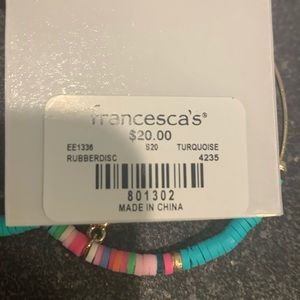 francesca's®
$20.00
EE1336 S20 TURQUOISE
RUBBERDISC 4235
801302
MADE IN CHINA